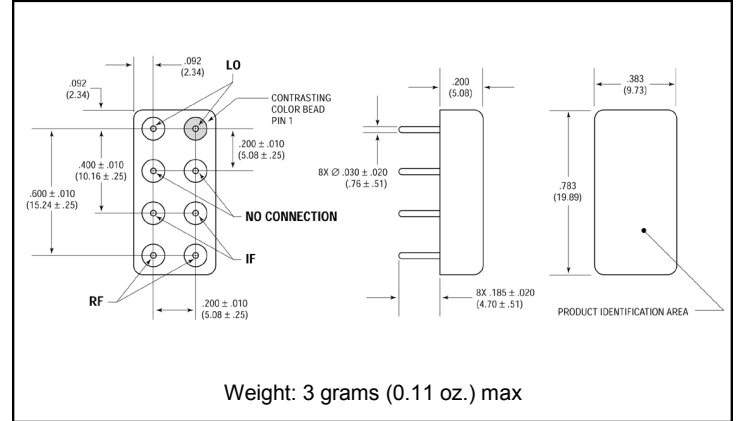 .092
(2.34)
LO
.092
(2.34)
CONTRASTING
COLOR BEAD
PIN 1
.200 ± .010
(5.08 ± .25)
.400 ± .010
(10.16 ± .25)
.600 ± .010
(15.24 ± .25)
NO CONNECTION
IF
RF
.200 ± .010
(5.08 ± .25)
.200
(5.08)
8X Ø .030 ± .020
(.76 ± .51)
8X .185 ± .020
(4.70 ± .51)
.383
(9.73)
.783
(19.89)
PRODUCT IDENTIFICATION AREA
Weight: 3 grams (0.11 oz.) max